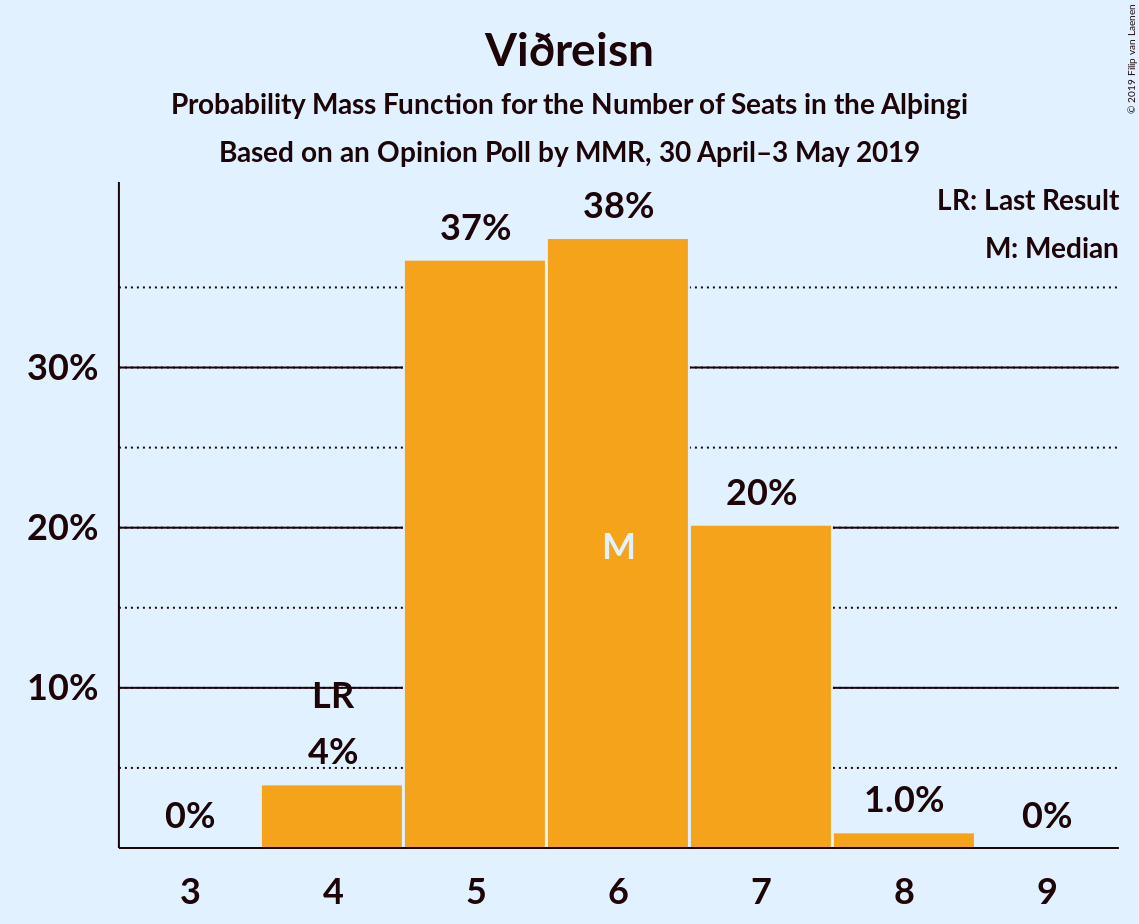 Viðreisn
Probability Mass Function for the Number of Seats in the Alþingi
Based on an Opinion Poll by MMR, 30 April–3 May 2019
© 2019 Filip van Laenen
LR: Last Result
M: Median
38%
37%
30%
20%
20%
M
10%
LR
4%
1.0%
0%
0%
3 4 5 6 7 8 9